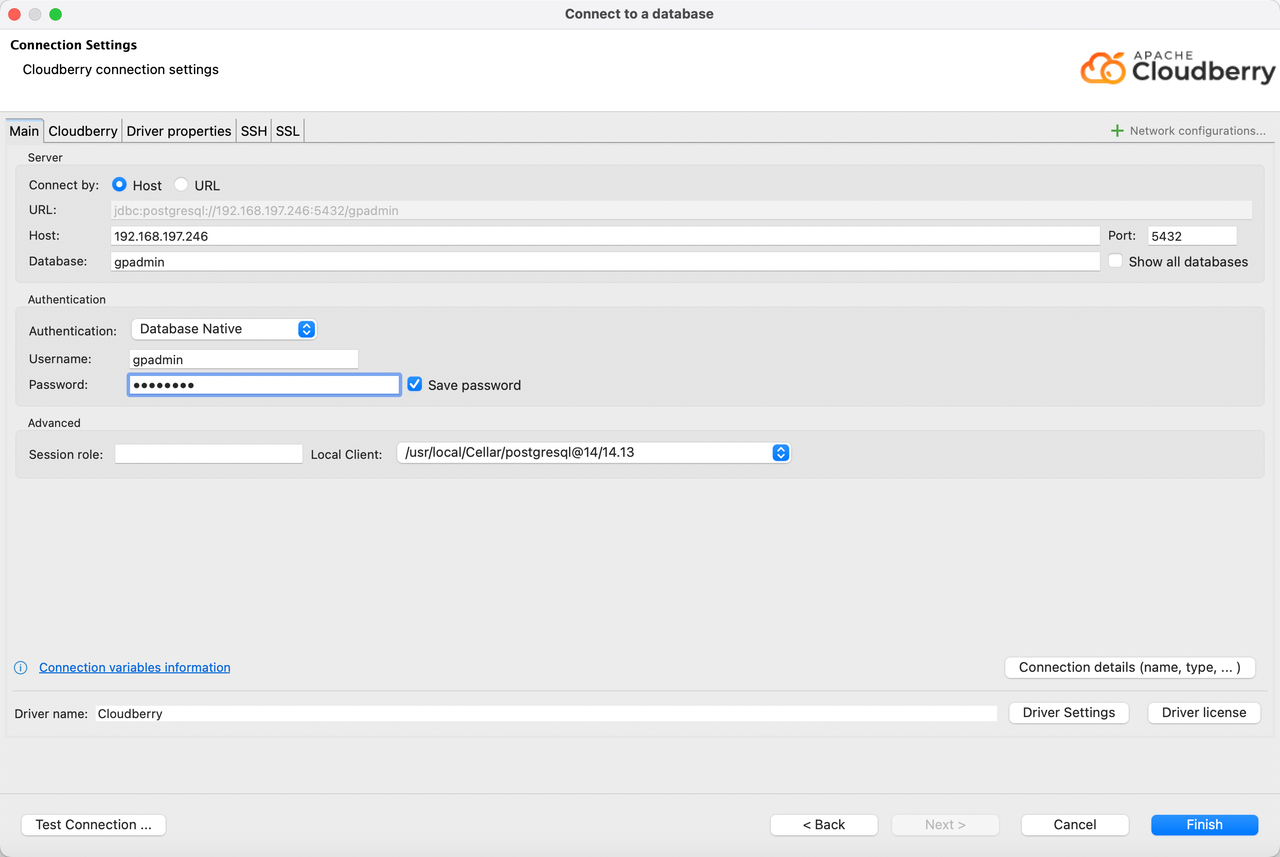 Connect to a database
Connection Settings
Cloudberry connection settings
APACHE
Cloudberry
Main Cloudberry Driver properties SSH SSL Network configurations...
Server
Connect by: Host URL
URL: jdbc:postgresql://192.168.197.246:5432/gpadmin
Host: 192.168.197.246 Port: 5432
Database: gpadmin Show all databases
Authentication
Authentication: Database Native
Username: gpadmin
Password: •••••••• Save password
Advanced
Session role: Local Client: /usr/local/Cellar/postgresql@14/14.13
Connection variables information Connection details (name, type, ... )
Driver name: Cloudberry Driver Settings Driver license
Test Connection ... < Back Next > Cancel Finish